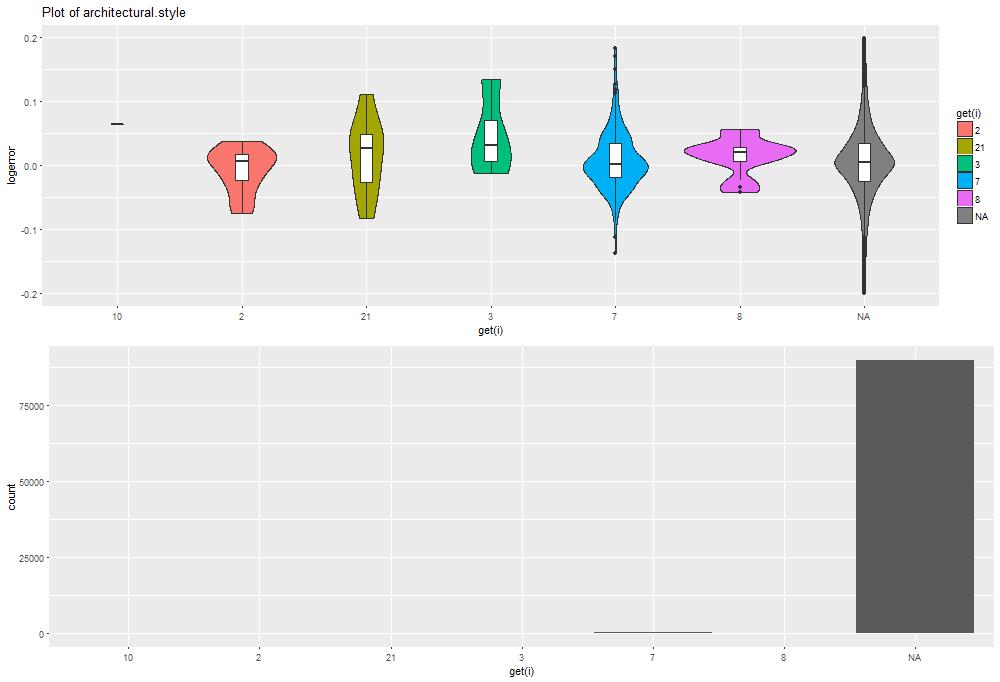 Plot of architectural.style
logerror
0.2
0.1
0.0
-0.1
-0.2
10 2 21 3 7 8 NA
get(i)
get(i)
2
21
3
7
8
NA
count
75000
50000
25000
0
10 2 21 3 7 8 NA
get(i)